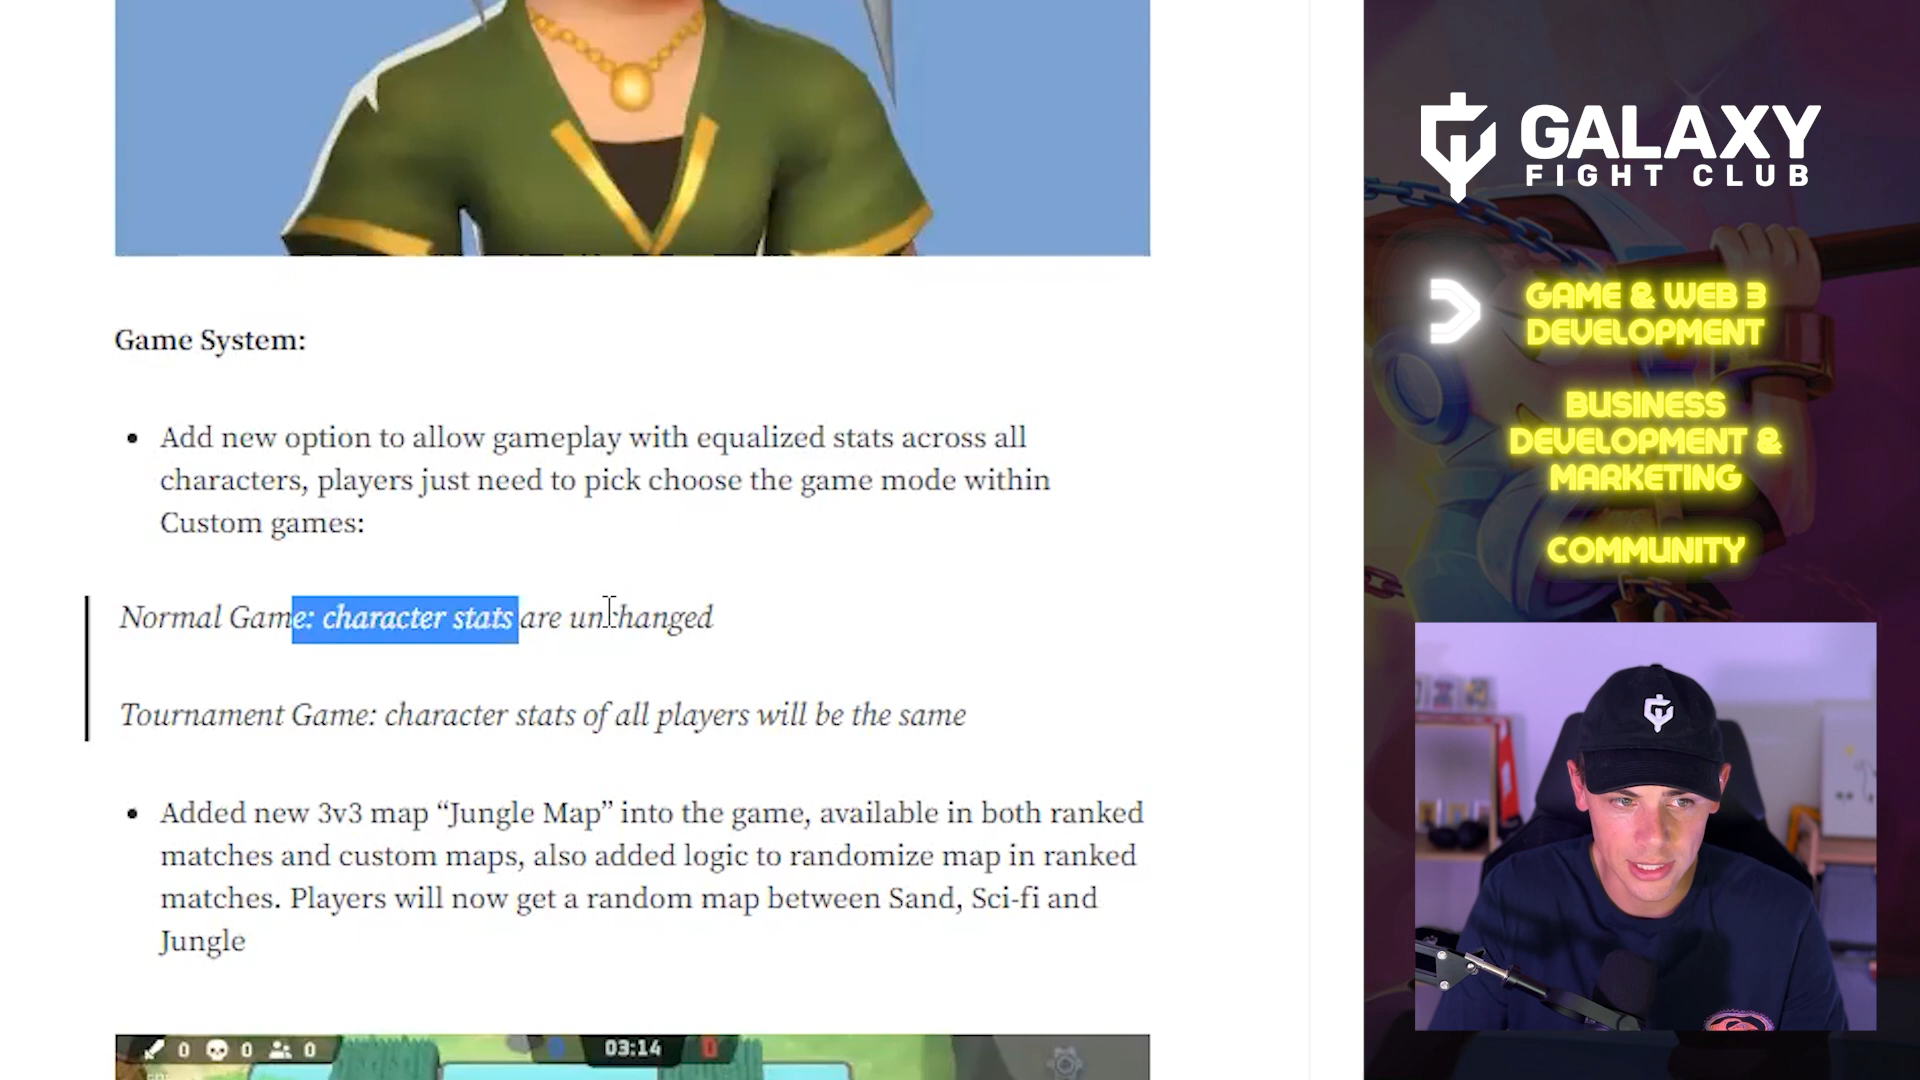 Game System:
Add new option to allow gameplay with equalized stats across all
characters, players just need to pick choose the game mode within
Custom games:
Normal Game: character stats are unchanged
Tournament Game: character stats of all players will be the same
Added new 3v3 map “Jungle Map” into the game, available in both ranked
matches and custom maps, also added logic to randomize map in ranked
matches. Players will now get a random map between Sand, Sci-fi and
Jungle
0 0 0 03:14
GALAXY
FIGHT CLUB
GAME & WEB 3
DEVELOPMENT
BUSINESS
DEVELOPMENT &
MARKETING
COMMUNITY